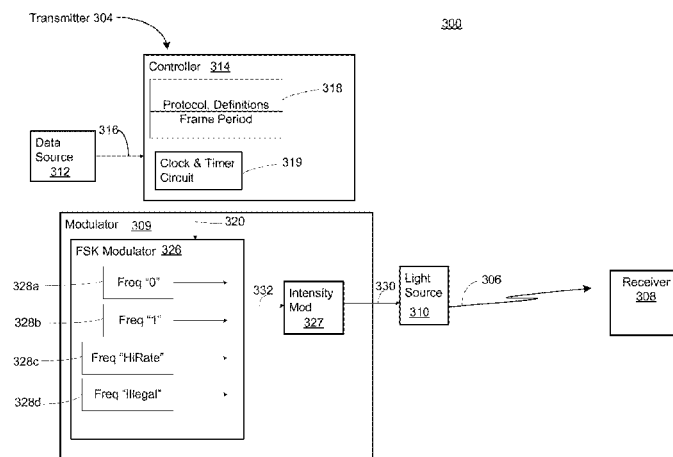 Transmitter 304
300
Controller 314
Protocol, Definitions
Frame Period
318
316
Data
Source
312
Clock & Timer
Circuit
319
Modulator 309
320
FSK Modulator 326
Freq "0"
328a
Freq "1"
328b
Freq "HiRate"
328c
Freq "Illegal"
328d
332
Intensity
Mod
327
330
Light
Source
310
306
Receiver
308